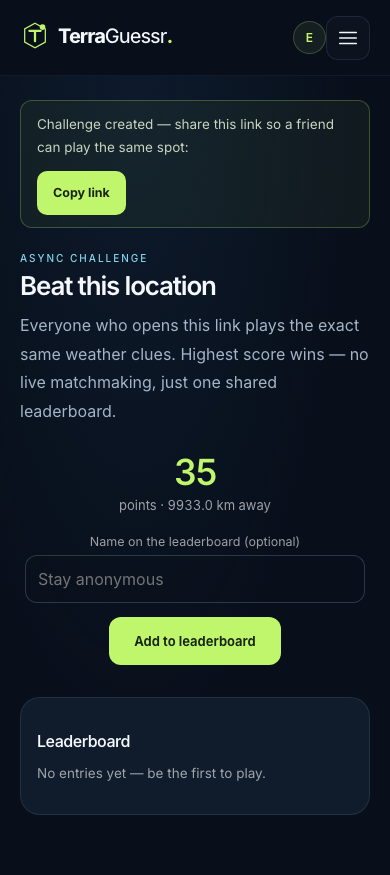 TerraGuessr.
E
Challenge created — share this link so a friend
can play the same spot:
Copy link
ASYNC CHALLENGE
Beat this location
Everyone who opens this link plays the exact
same weather clues. Highest score wins — no
live matchmaking, just one shared
leaderboard.
35
points · 9933.0 km away
Name on the leaderboard (optional)
Stay anonymous
Add to leaderboard
Leaderboard
No entries yet — be the first to play.